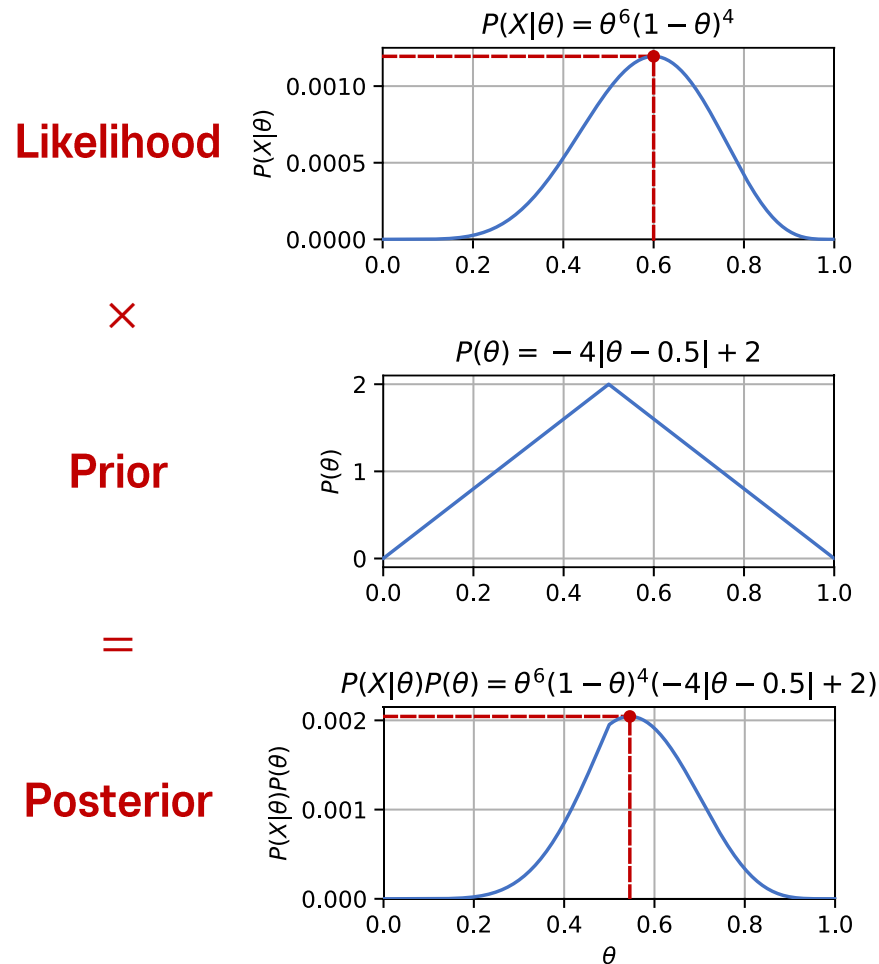 P(X|θ) = θ⁶(1 − θ)⁴
Likelihood
P(X|θ)
0.0010
0.0005
0.0000
0.0 0.2 0.4 0.6 0.8 1.0
×
P(θ) = − 4|θ − 0.5| + 2
Prior
P(θ)
2
1
0
0.0 0.2 0.4 0.6 0.8 1.0
=
P(X|θ)P(θ) = θ⁶(1 − θ)⁴(−4|θ − 0.5| + 2)
Posterior
P(X|θ)P(θ)
0.002
0.001
0.000
0.0 0.2 0.4 0.6 0.8 1.0
θ